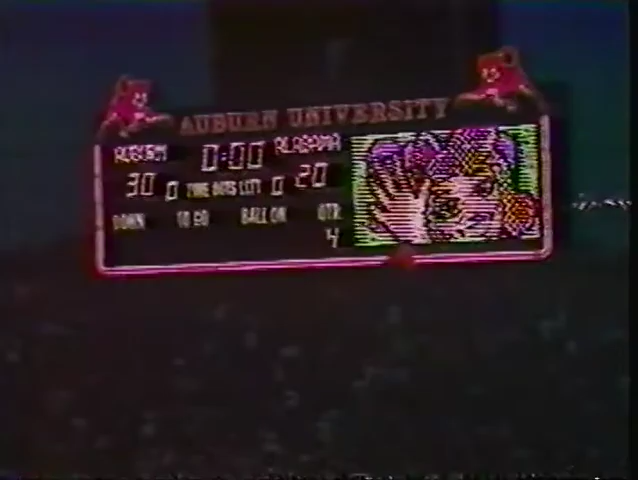 AUBURN UNIVERSITY
AUBURN 0:00 ALABAMA
30 0 TIME OUTS LEFT 0 20
DOWN TO GO BALL ON QTR
4